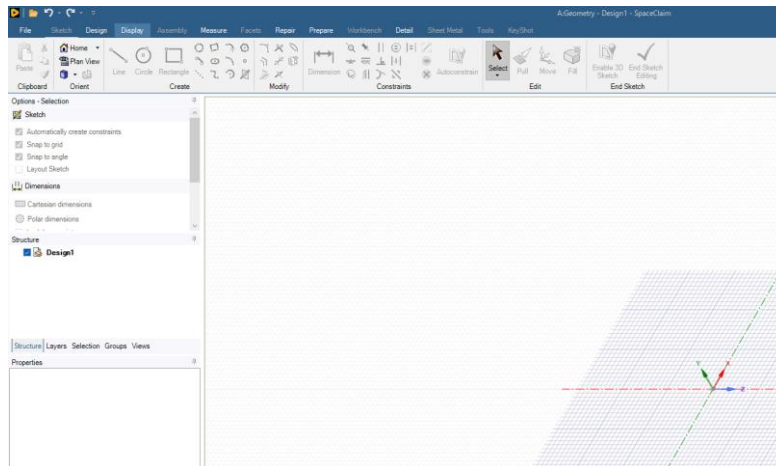 A:Geometry - Design1 - SpaceClaim
File Sketch Design Display Assembly Measure Facets Repair Prepare Workbench Detail Sheet Metal Tools KeyShot
Home
Plan View
Paste Line Circle Rectangle Dimension Autoconstrain Select Pull Move Fill Enable 3D Sketch End Sketch Editing
Clipboard Orient Create Modify Constraints Edit End Sketch
Options - Selection
Sketch
Automatically create constraints
Snap to grid
Snap to angle
Layout Sketch
Dimensions
Cartesian dimensions
Polar dimensions
Structure
Design1
Structure Layers Selection Groups Views
Properties
Y X
Z